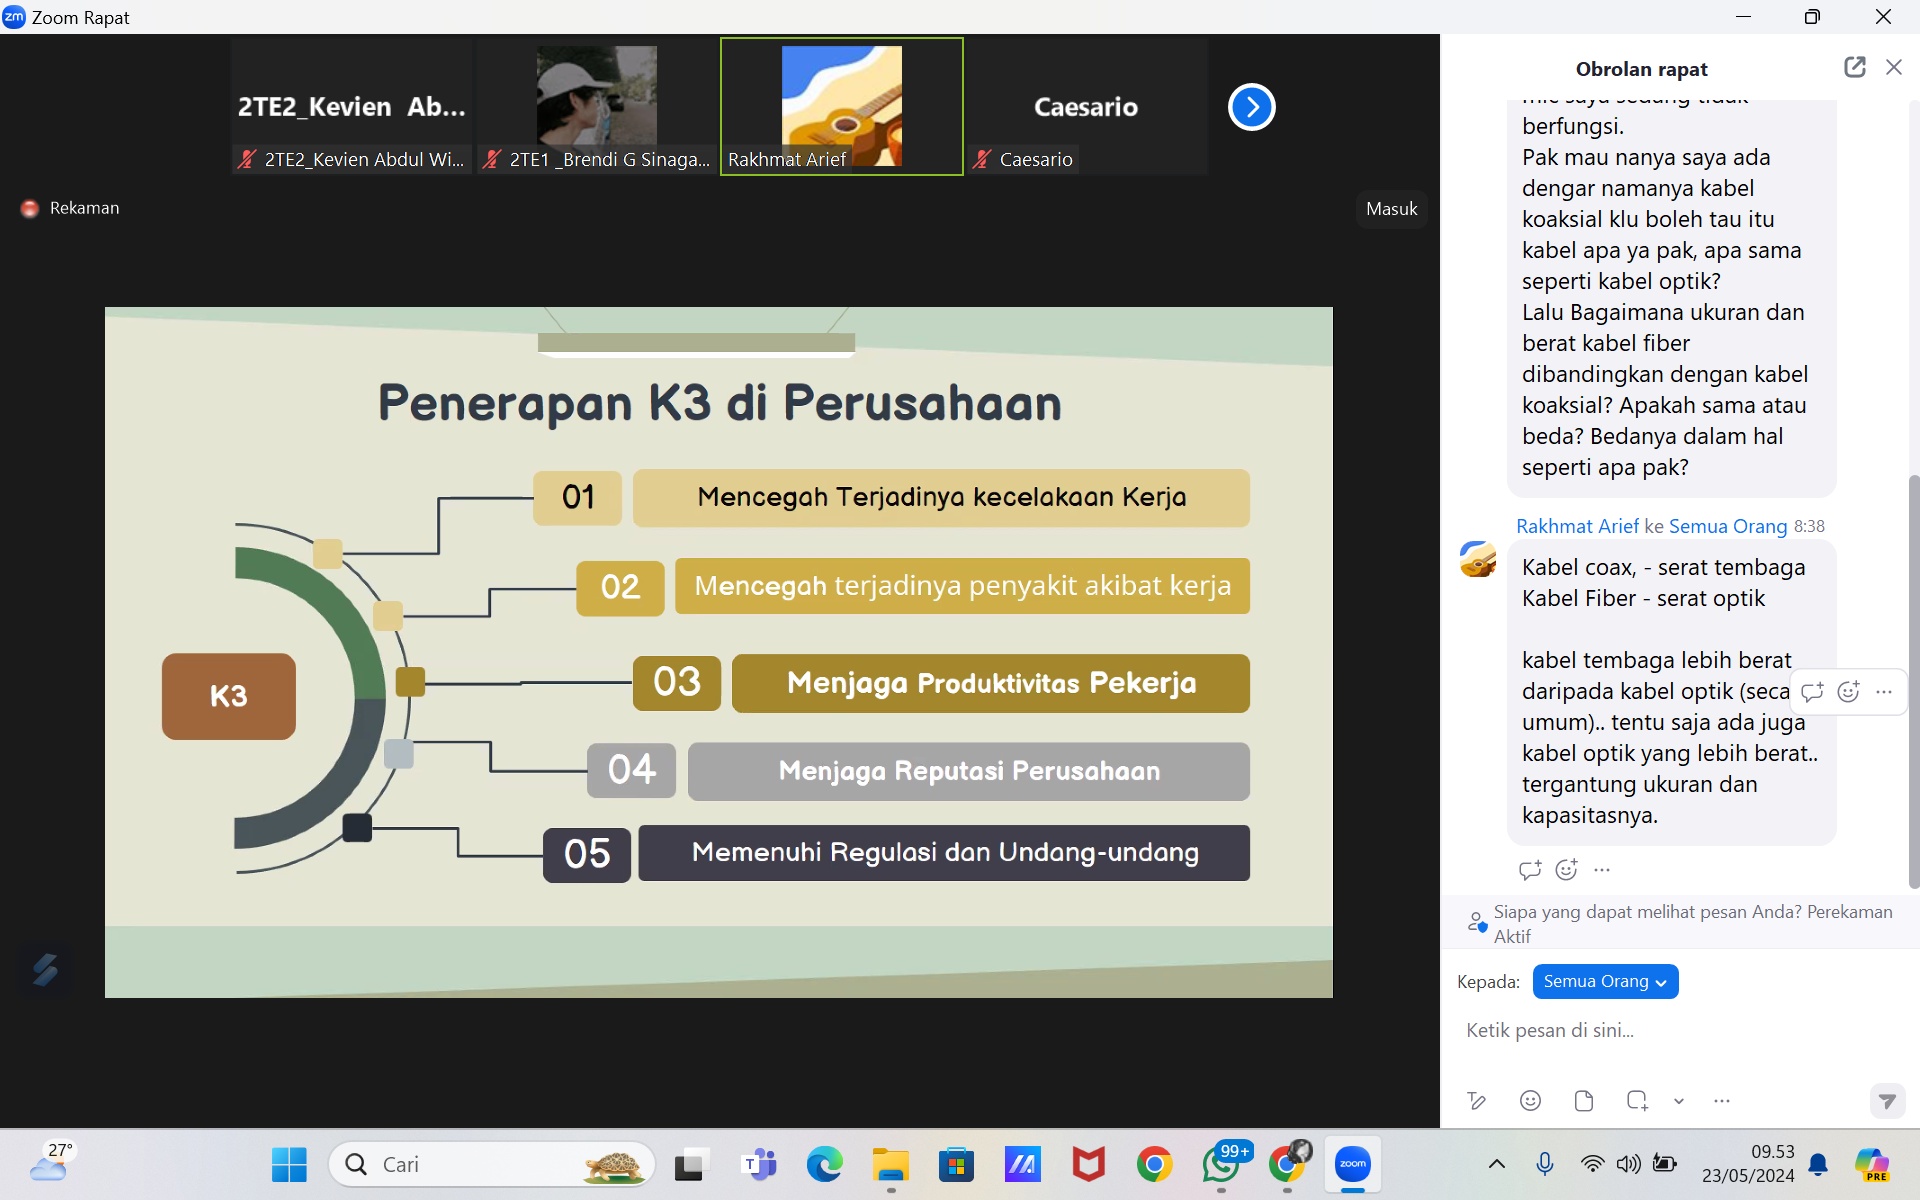 Zoom Rapat
2TE2_Kevien Ab...
Caesario
2TE2_Kevien Abdul Wi...
2TE1 _Brendi G Sinaga...
Rakhmat Arief
Caesario
Rekaman
Masuk
Penerapan K3 di Perusahaan
K3
01
Mencegah Terjadinya kecelakaan Kerja
02
Mencegah terjadinya penyakit akibat kerja
03
Menjaga Produktivitas Pekerja
04
Menjaga Reputasi Perusahaan
05
Memenuhi Regulasi dan Undang-undang
Obrolan rapat
mic saya sedang tidak
berfungsi.
Pak mau nanya saya ada
dengar namanya kabel
koaksial klu boleh tau itu
kabel apa ya pak, apa sama
seperti kabel optik?
Lalu Bagaimana ukuran dan
berat kabel fiber
dibandingkan dengan kabel
koaksial? Apakah sama atau
beda? Bedanya dalam hal
seperti apa pak?
Rakhmat Arief ke Semua Orang 8:38
Kabel coax, - serat tembaga
Kabel Fiber - serat optik
kabel tembaga lebih berat
daripada kabel optik (seca
umum).. tentu saja ada juga
kabel optik yang lebih berat..
tergantung ukuran dan
kapasitasnya.
Siapa yang dapat melihat pesan Anda? Perekaman
Aktif
Kepada: Semua Orang
Ketik pesan di sini...
27°
Cari
99+
zoom
09.53
23/05/2024
PRE